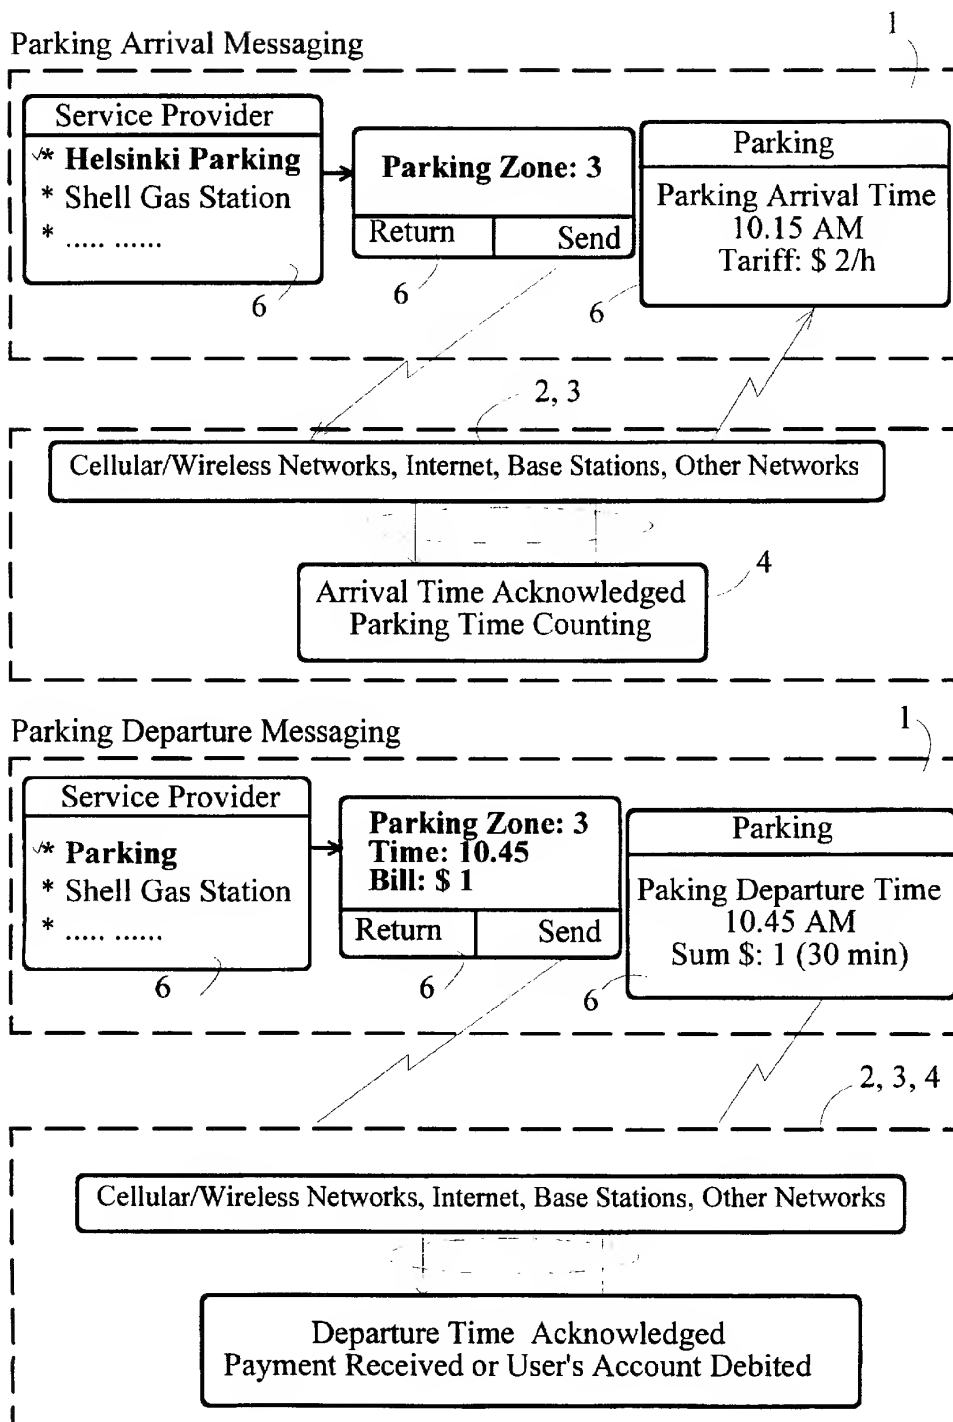 1
Parking Arrival Messaging
Service Provider
✓* Helsinki Parking
* Shell Gas Station
* ..... ......
6
Parking Zone: 3
Return Send
6
Parking
Parking Arrival Time
10.15 AM
Tariff: $ 2/h
6
2, 3
Cellular/Wireless Networks, Internet, Base Stations, Other Networks
4
Arrival Time Acknowledged
Parking Time Counting
Parking Departure Messaging
1
Service Provider
✓* Parking
* Shell Gas Station
* ..... ......
6
Parking Zone: 3
Time: 10.45
Bill: $ 1
Return Send
6
Parking
Paking Departure Time
10.45 AM
Sum $: 1 (30 min)
6
2, 3, 4
Cellular/Wireless Networks, Internet, Base Stations, Other Networks
Departure Time Acknowledged
Payment Received or User's Account Debited